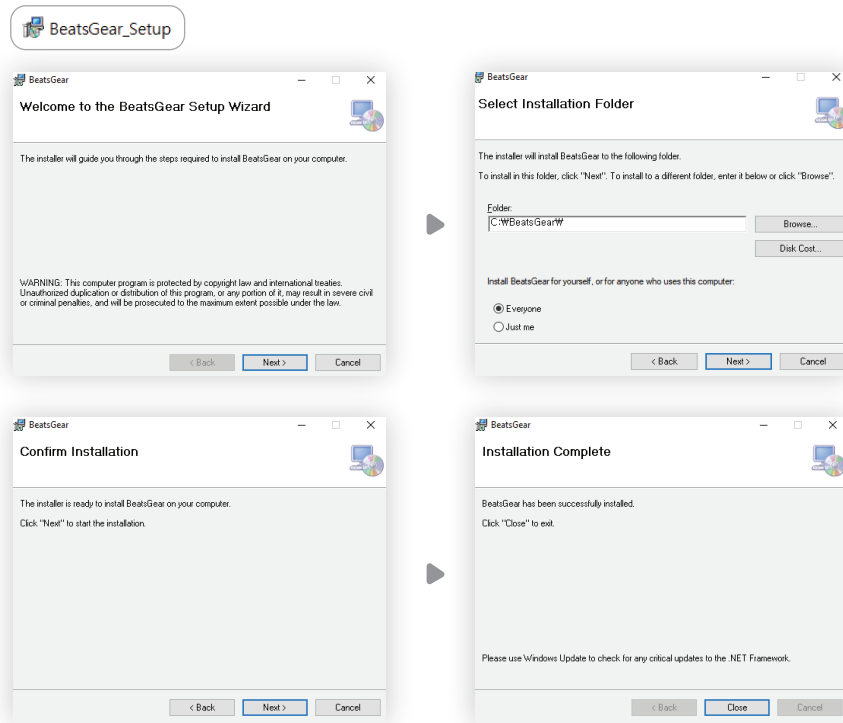 BeatsGear_Setup
BeatsGear
Welcome to the BeatsGear Setup Wizard
The installer will guide you through the steps required to install BeatsGear on your computer.
WARNING: This computer program is protected by copyright law and international treaties.
Unauthorized duplication or distribution of this program, or any portion of it, may result in severe civil
or criminal penalties, and will be prosecuted to the maximum extent possible under the law.
< Back
Next >
Cancel
BeatsGear
Select Installation Folder
The installer will install BeatsGear to the following folder.
To install in this folder, click "Next". To install to a different folder, enter it below or click "Browse".
Folder:
C:₩BeatsGear₩
Browse...
Disk Cost...
Install BeatsGear for yourself, or for anyone who uses this computer:
Everyone
Just me
< Back
Next >
Cancel
BeatsGear
Confirm Installation
The installer is ready to install BeatsGear on your computer.
Click "Next" to start the installation.
< Back
Next >
Cancel
BeatsGear
Installation Complete
BeatsGear has been successfully installed.
Click "Close" to exit.
Please use Windows Update to check for any critical updates to the .NET Framework.
< Back
Close
Cancel